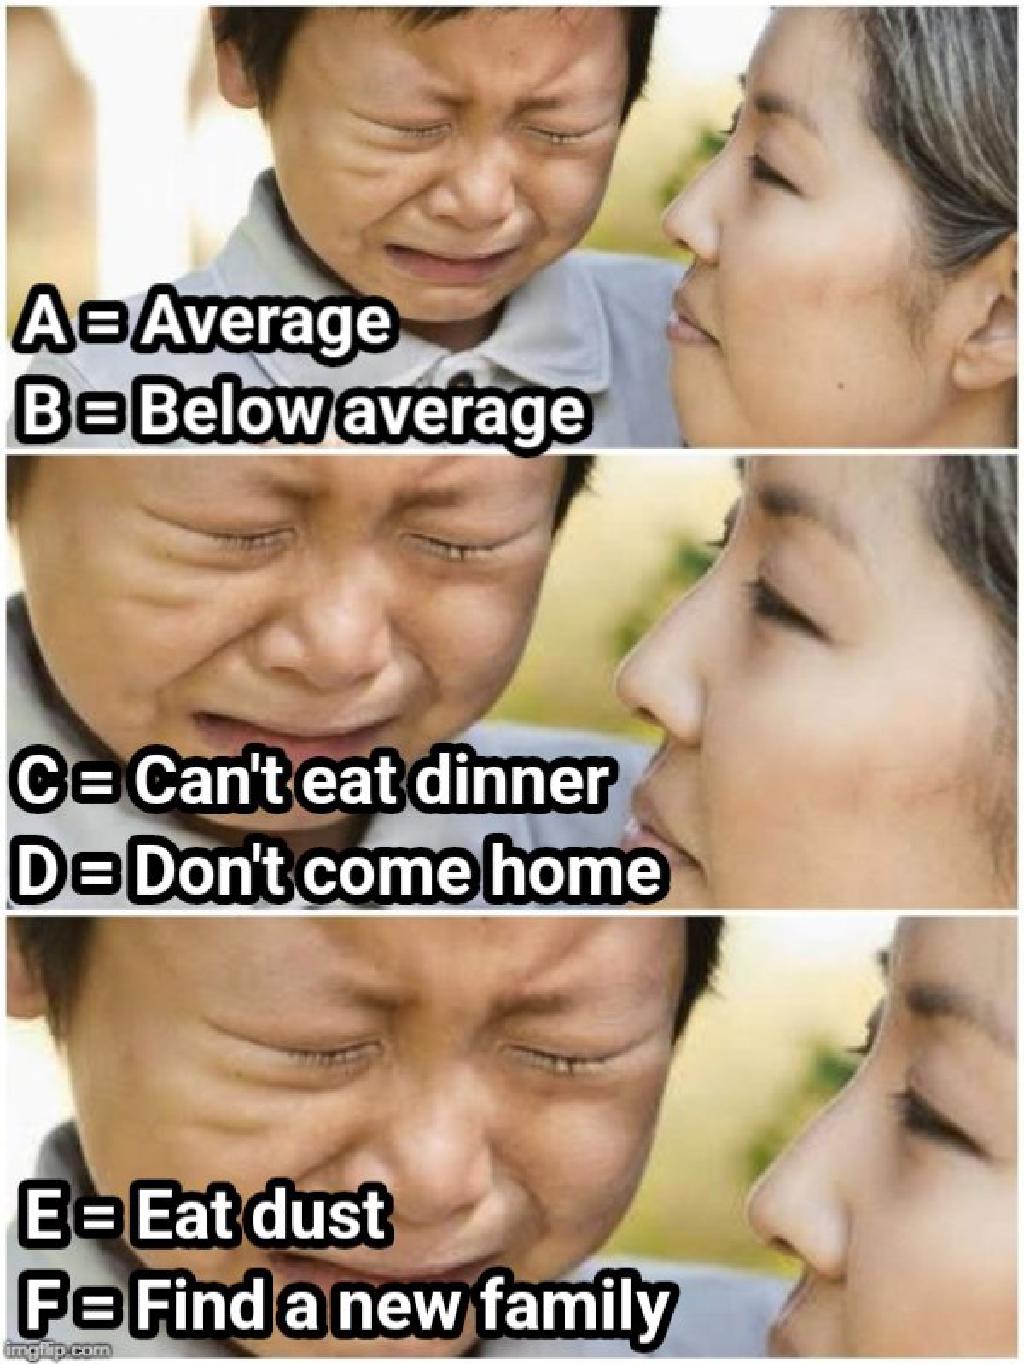 A = Average
B = Below average
C = Can't eat dinner
D = Don't come home
E = Eat dust
F = Find a new family
imgflip.com